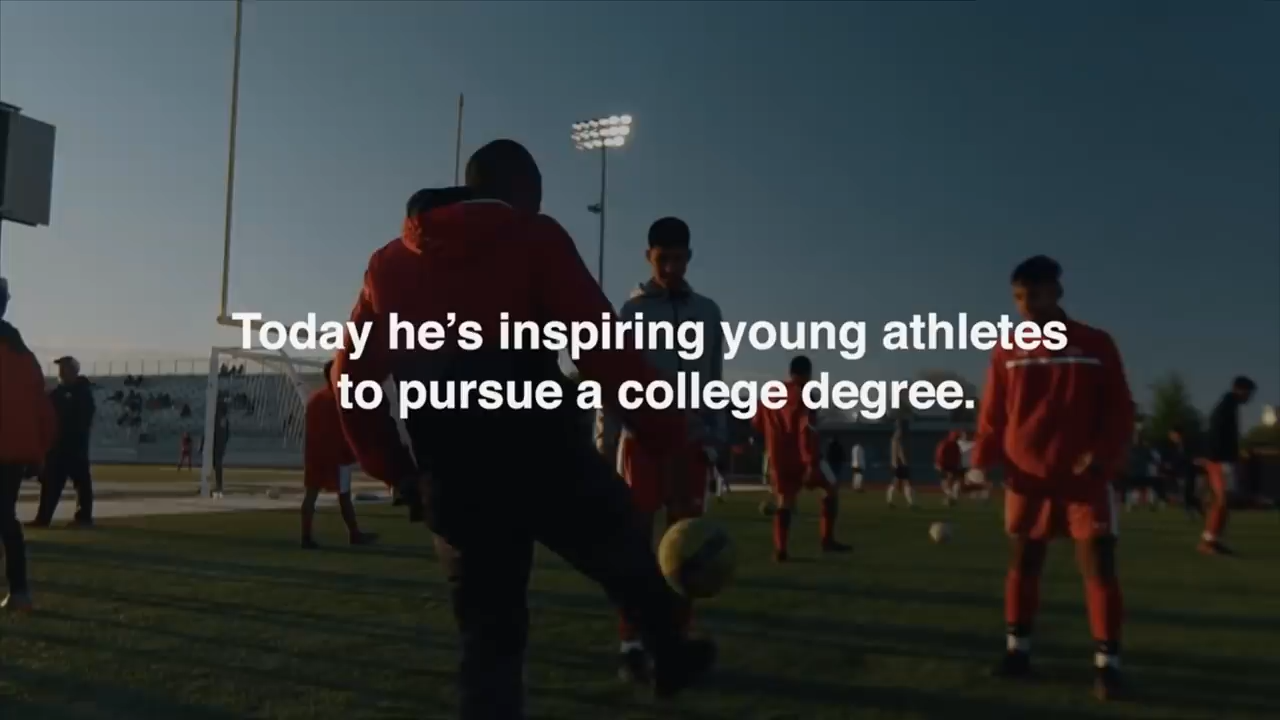 Today he’s inspiring young athletes
to pursue a college degree.